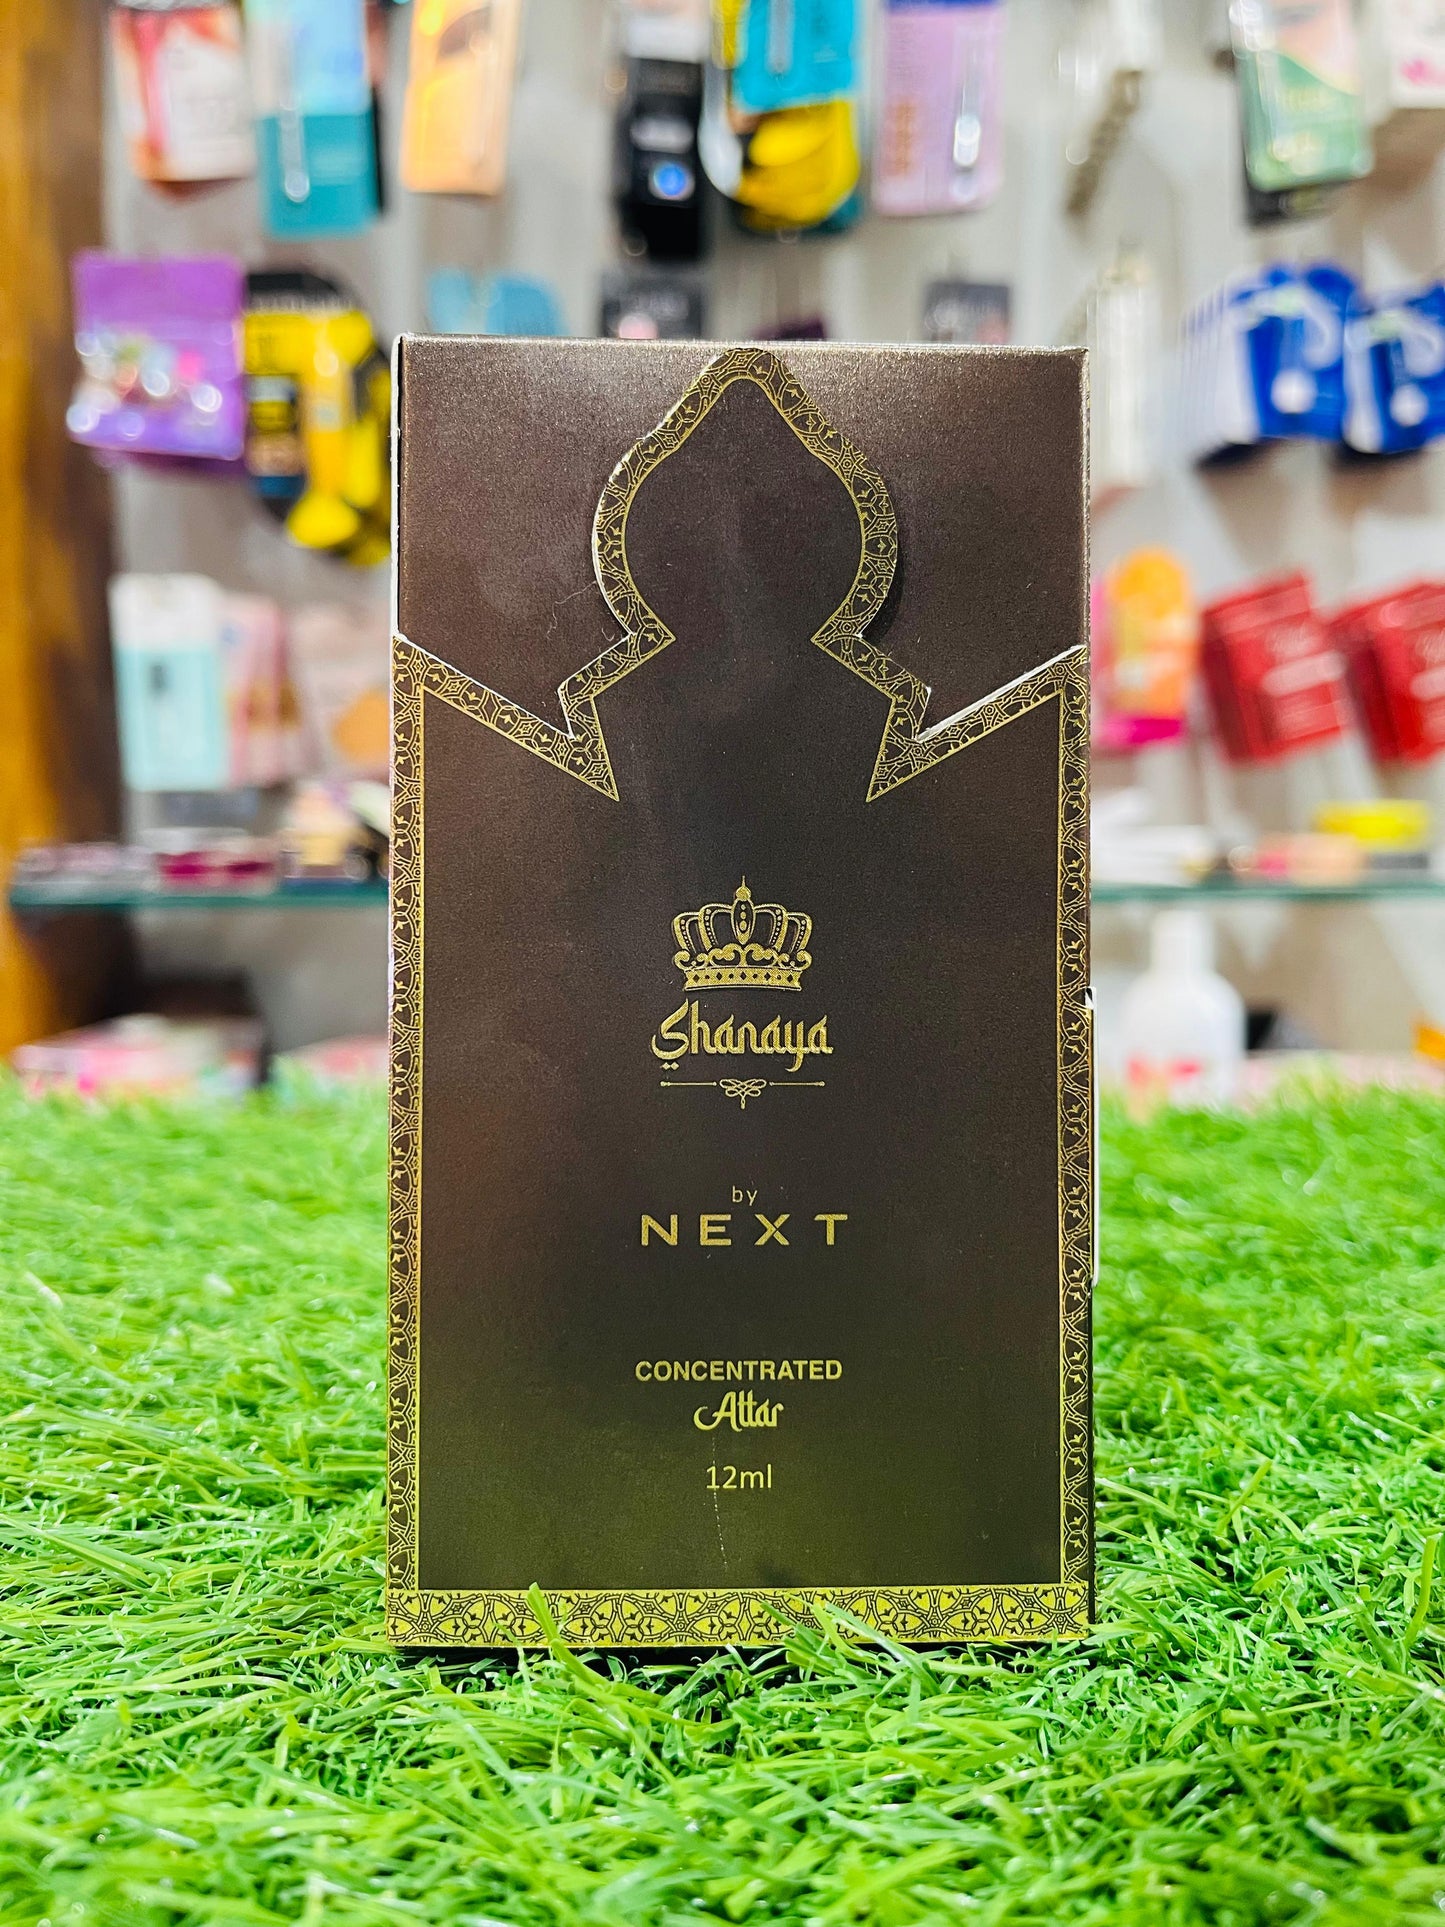 Shanaya
by
NEXT
CONCENTRATED
Attar
12ml